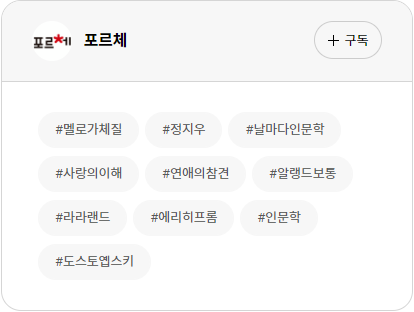 포르체 포르체 + 구독
#멜로가체질 #정지우 #날마다인문학
#사랑의이해 #연애의참견 #알랭드보통
#라라랜드 #에리히프롬 #인문학
#도스토옙스키